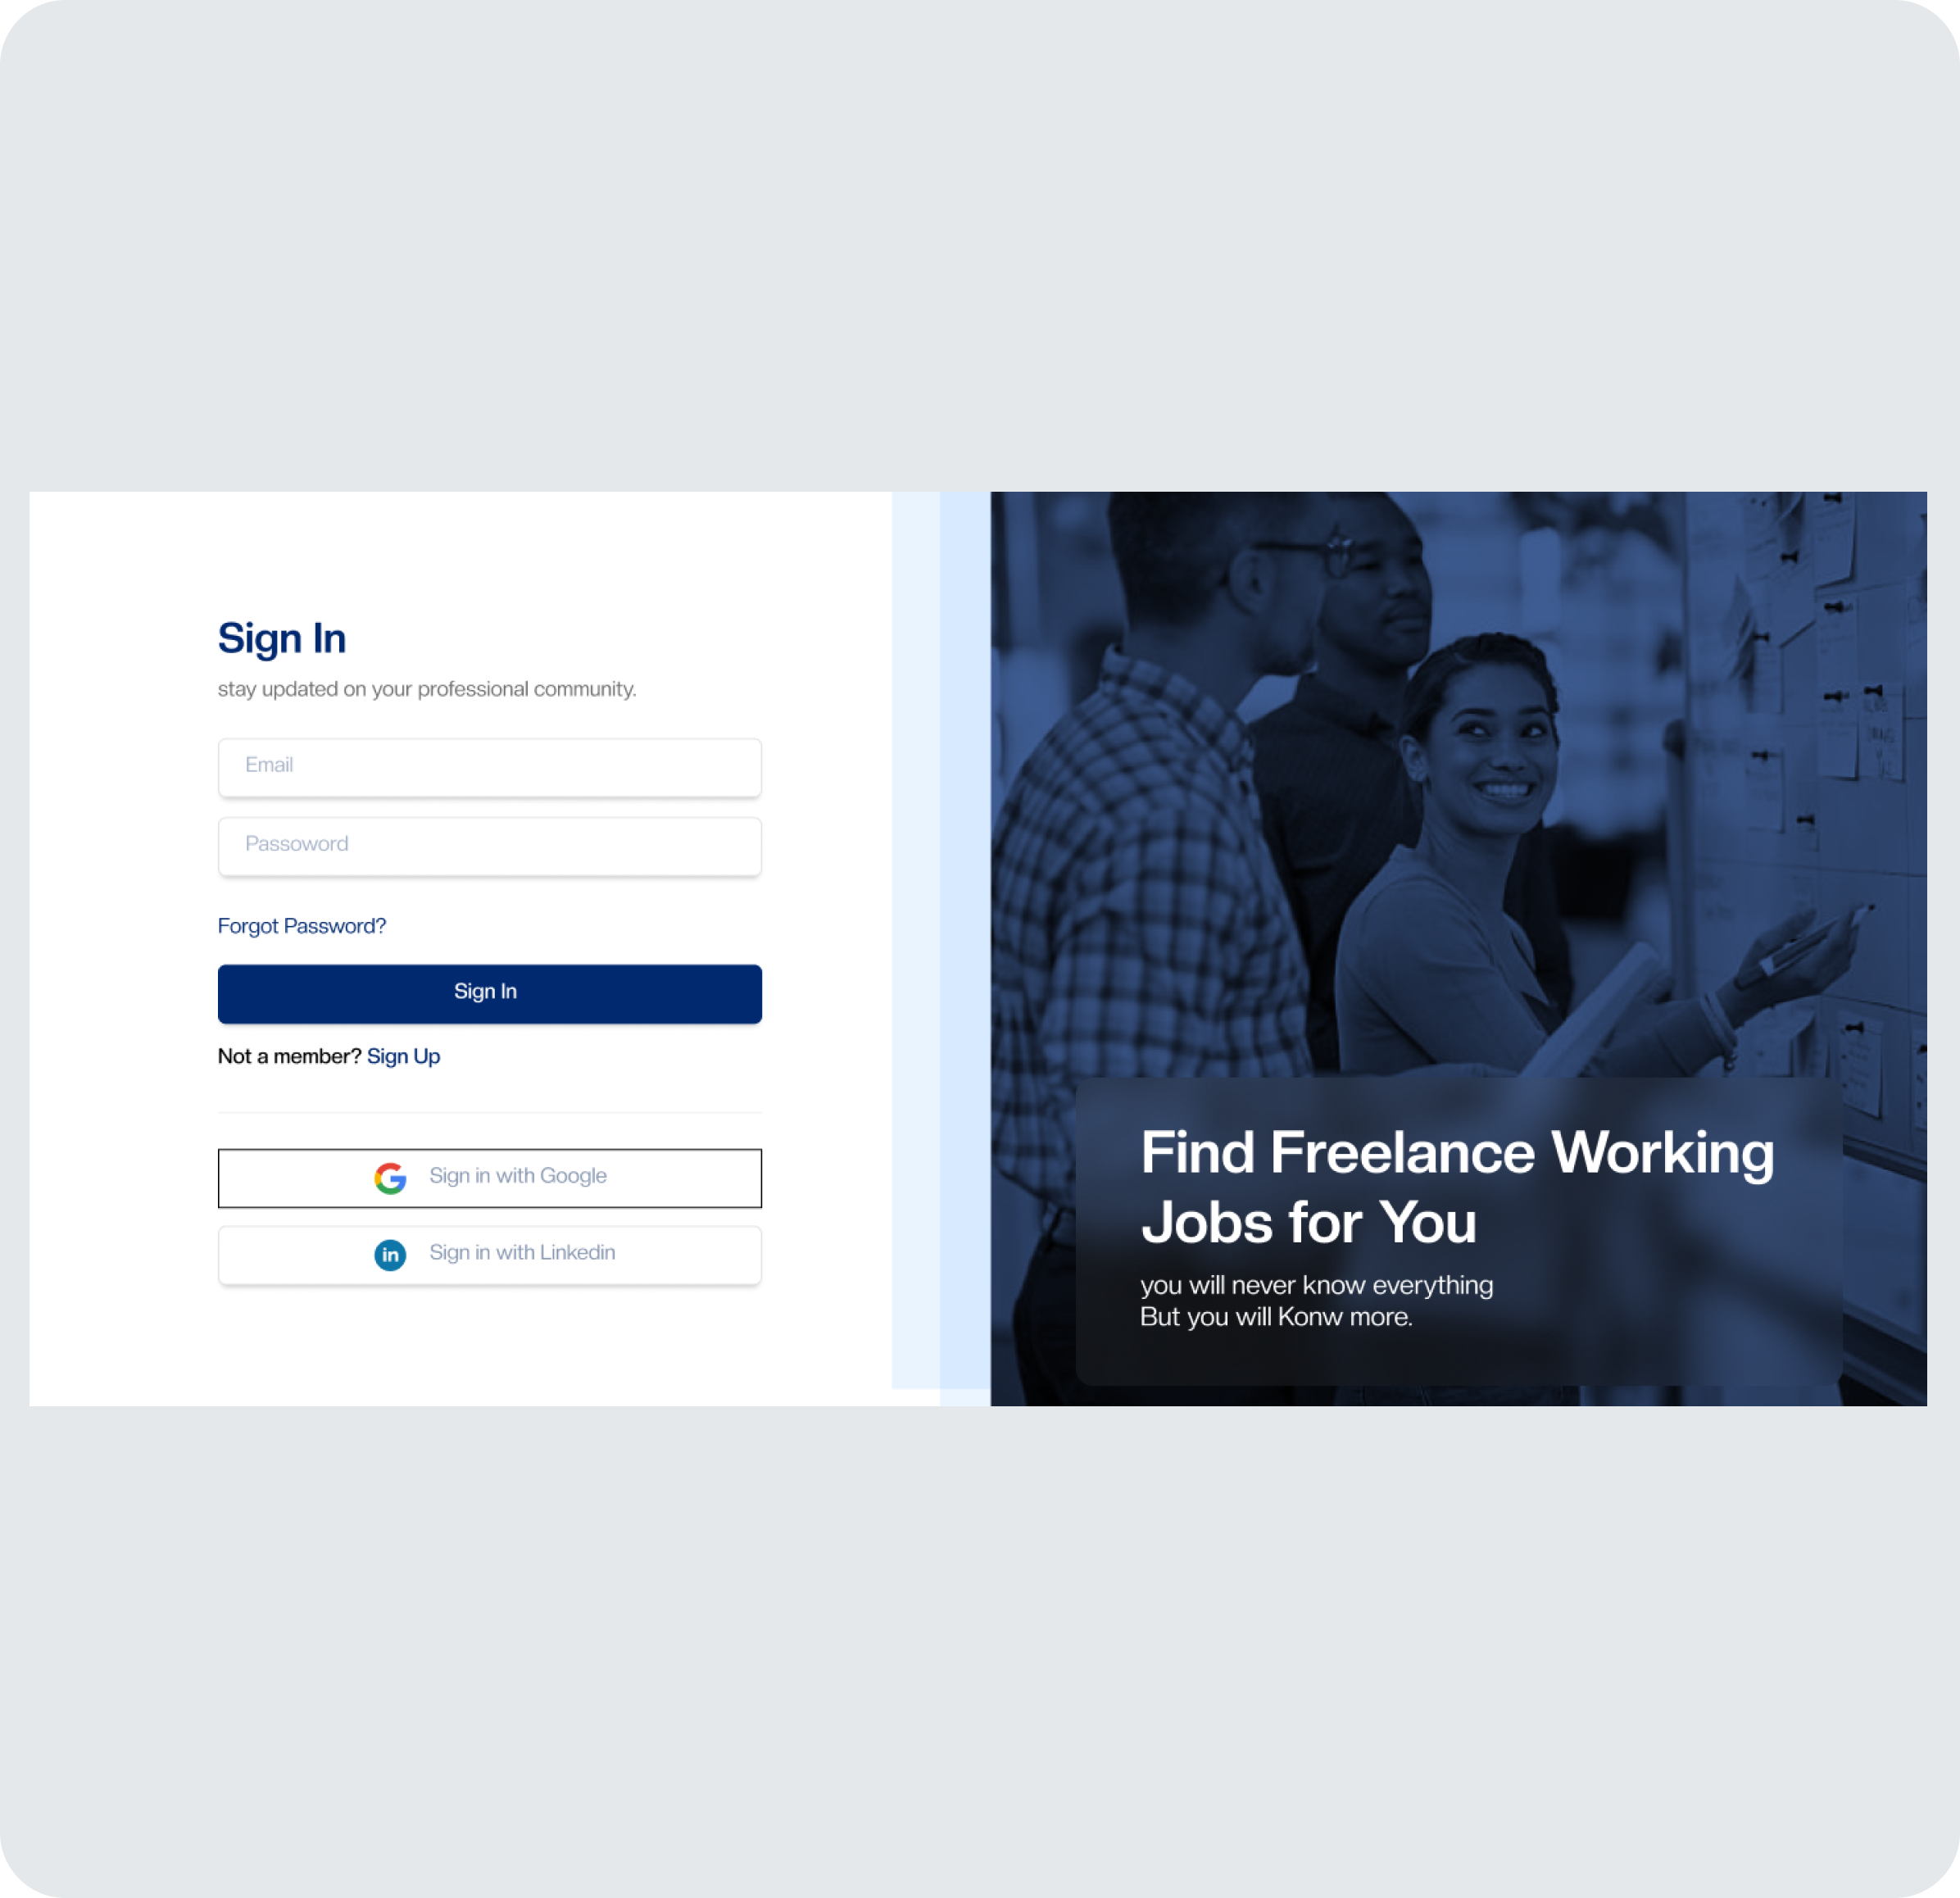 Sign In
stay updated on your professional community.
Email
Passoword
Forgot Password?
Sign In
Not a member? Sign Up
Sign in with Google
in Sign in with Linkedin
Find Freelance Working
Jobs for You
you will never know everything
But you will Konw more.